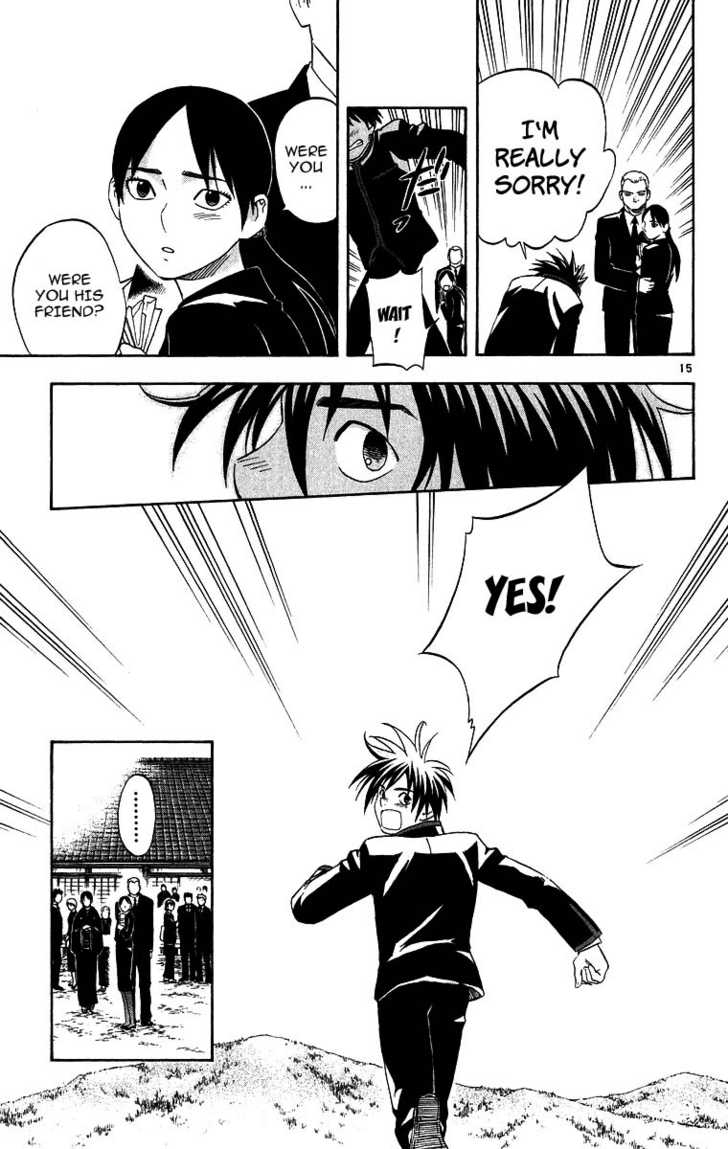 I'M
REALLY
SORRY!
WAIT
!
WERE
YOU
...
WERE
YOU HIS
FRIEND?
15
YES!
........